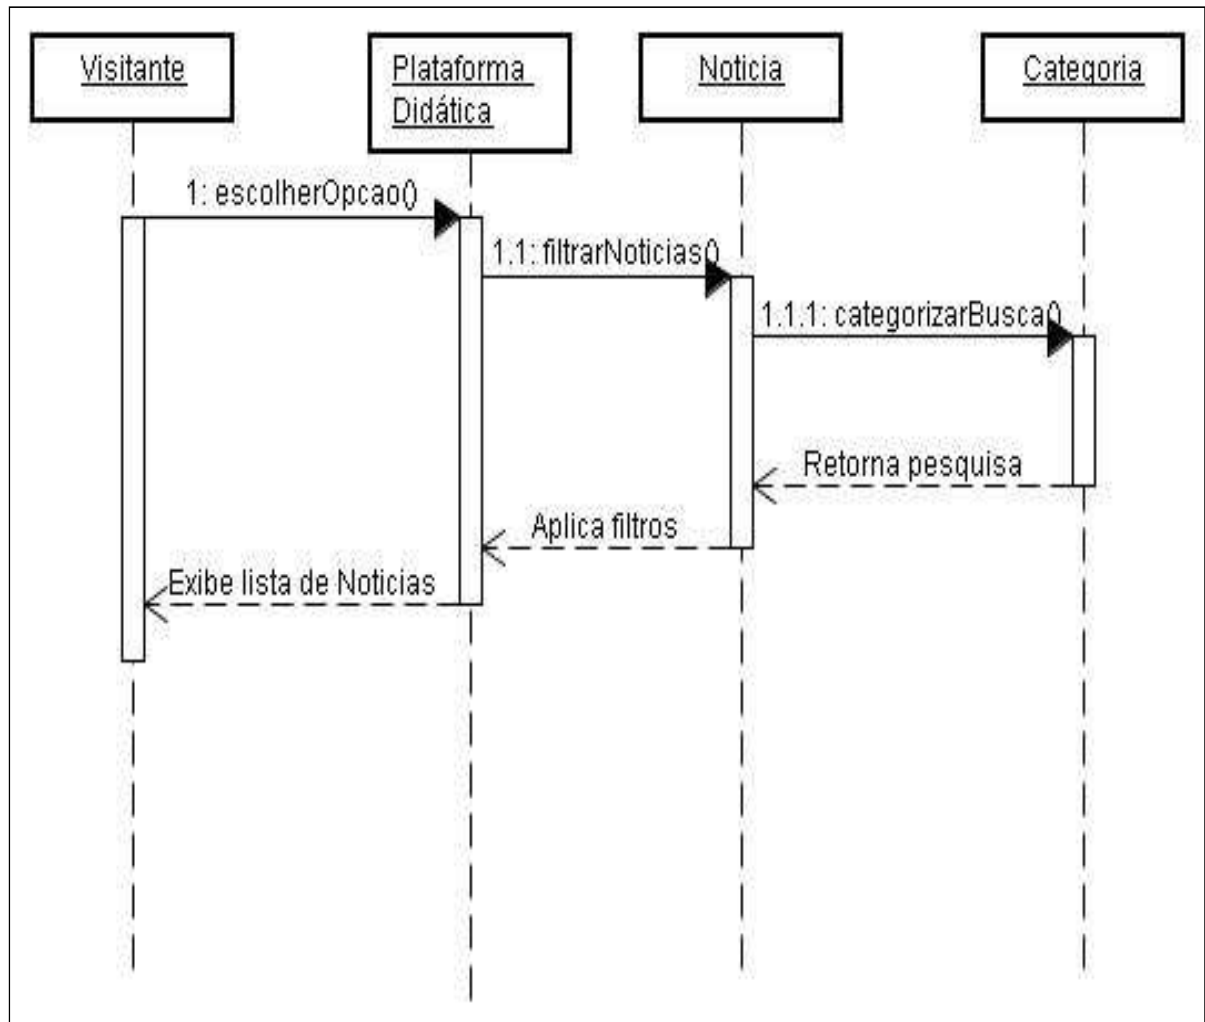 Visitante
Plataforma
Didática
Noticia
Categoria
1: escolherOpcao()
1.1: filtrarNoticias()
1.1.1: categorizarBusca()
Retorna pesquisa
Aplica filtros
Exibe lista de Noticias